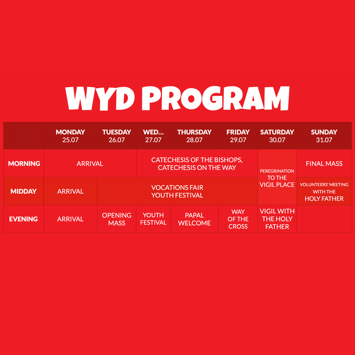 WYD PROGRAM
MONDAY TUESDAY WED... THURSDAY FRIDAY SATURDAY SUNDAY
25.07 26.07 27.07 28.07 29.07 30.07 31.07
MORNING
ARRIVAL
CATECHESIS OF THE BISHOPS,
CATECHESIS ON THE WAY
PEREGRINATION
TO THE
VIGIL PLACE
FINAL MASS
MIDDAY
ARRIVAL
VOCATIONS FAIR
YOUTH FESTIVAL
VOLUNTEERS' MEETING
WITH THE
HOLY FATHER
EVENING
ARRIVAL
OPENING
MASS
YOUTH
FESTIVAL
PAPAL
WELCOME
WAY
OF THE
CROSS
VIGIL WITH
THE HOLY
FATHER